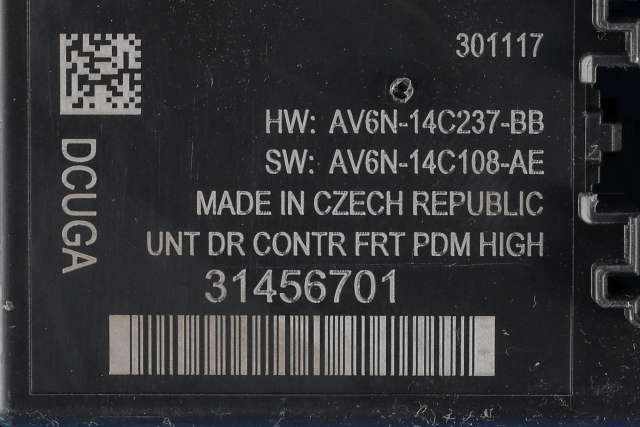 301117
HW: AV6N-14C237-BB
SW: AV6N-14C108-AE
MADE IN CZECH REPUBLIC
UNT DR CONTR FRT PDM HIGH
31456701
DCUGA